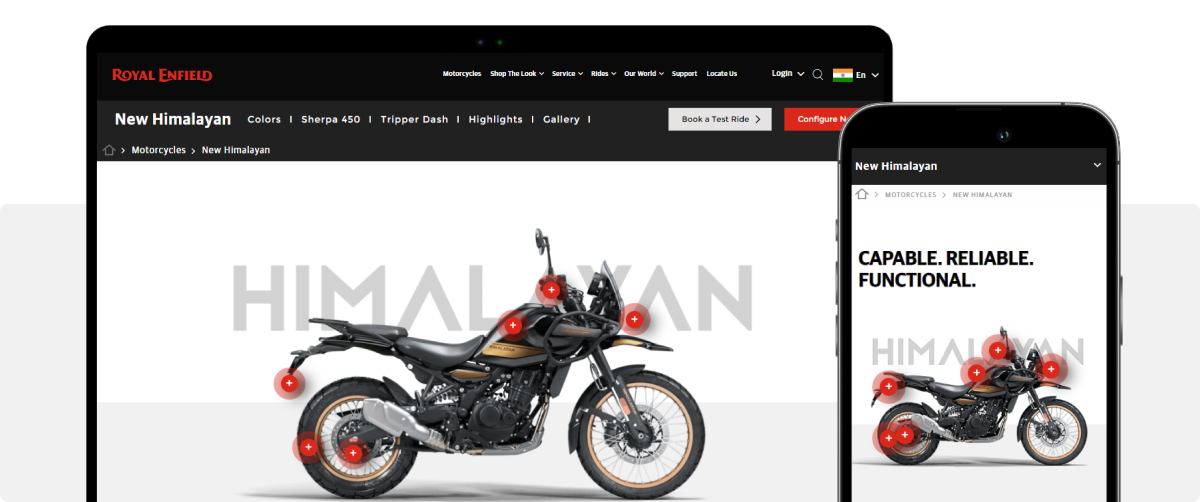 ROYAL ENFIELD
Motorcycles Shop The Look Service Rides Our World Support Locate Us Login En
New Himalayan Colors | Sherpa 450 | Tripper Dash | Highlights | Gallery | Book a Test Ride Configure N
Motorcycles > New Himalayan
HIMALAYAN
HIMALAYAN
New Himalayan
MOTORCYCLES > NEW HIMALAYAN
CAPABLE. RELIABLE.
FUNCTIONAL.
HIMALAYAN